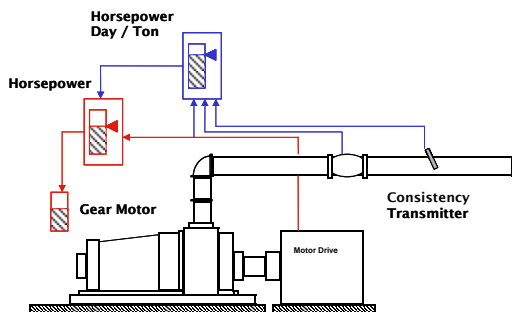 Horsepower
Day / Ton
Horsepower
Gear Motor
Consistency
Transmitter
Motor Drive